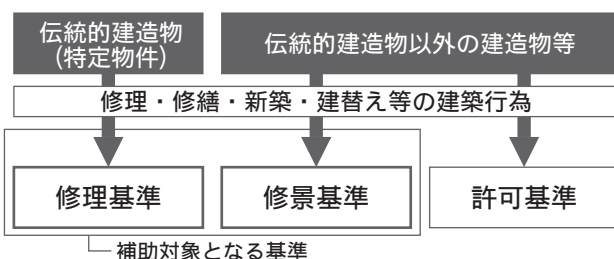 伝統的建造物
(特定物件)
伝統的建造物以外の建造物等
修理・修繕・新築・建替え等の建築行為
修理基準
修景基準
許可基準
補助対象となる基準